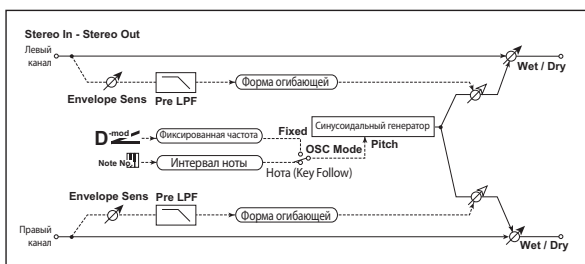 Stereo In - Stereo Out
Левый
канал
Wet / Dry
Envelope Sens
Pre LPF
Форма огибающей
D-mod
Фиксированная частота
Fixed
Синусоидальный генератор
OSC Mode
Pitch
Note No.
Интервал ноты
Нота (Key Follow)
Envelope Sens
Pre LPF
Форма огибающей
Правый
канал
Wet / Dry